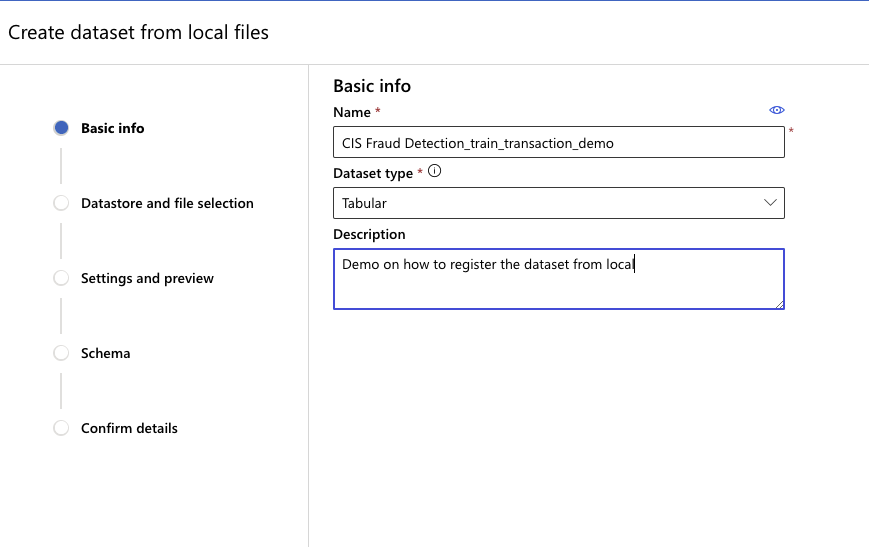 Create dataset from local files
Basic info
Datastore and file selection
Settings and preview
Schema
Confirm details
Basic info
Name *
CIS Fraud Detection_train_transaction_demo
*
Dataset type *
Tabular
Description
Demo on how to register the dataset from local